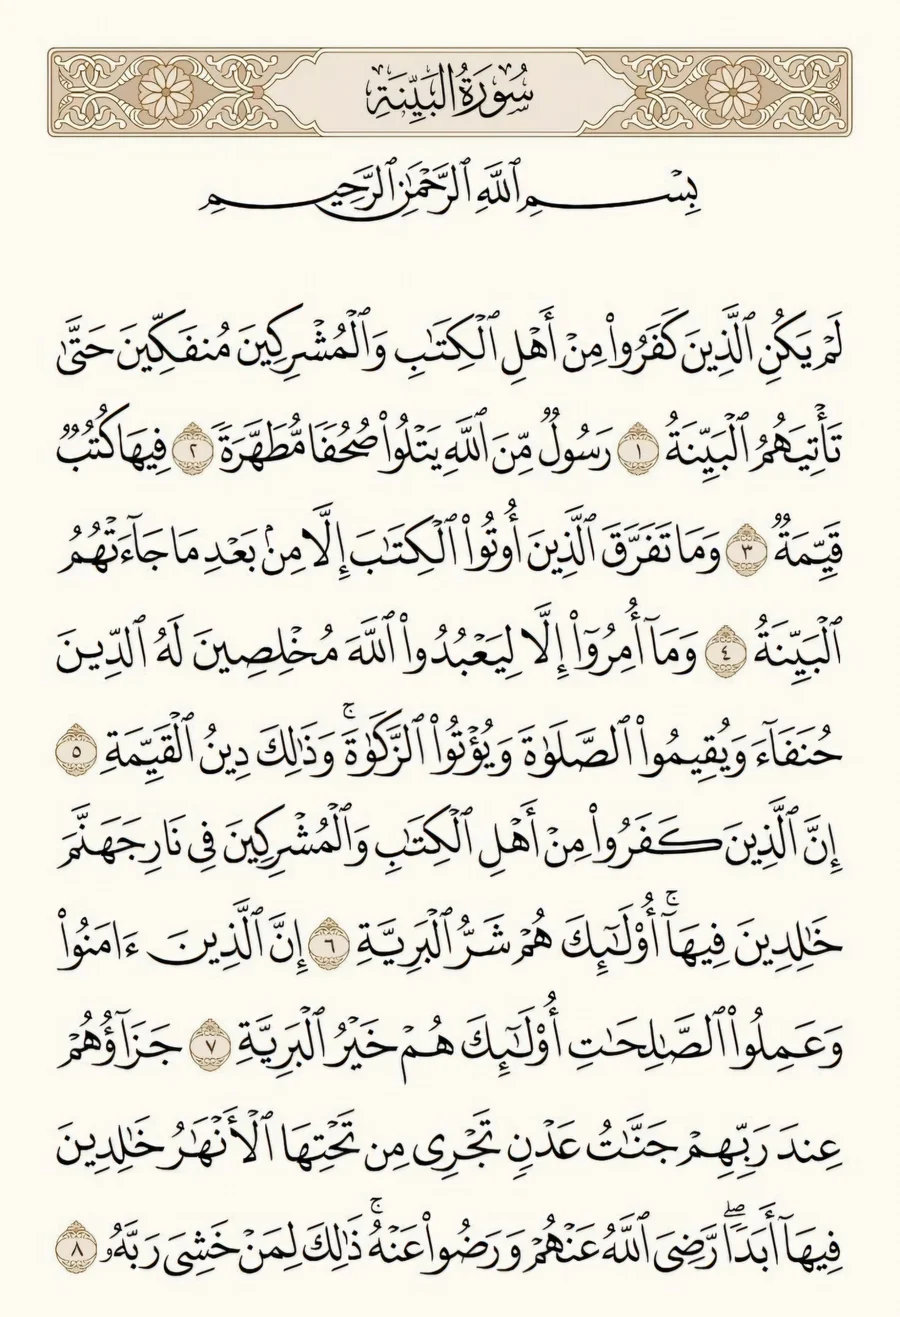 سُورَةُ الْبَيِّنَةِ
بِسْمِ ٱللَّهِ ٱلرَّحْمَٰنِ ٱلرَّحِيمِ
لَمْ يَكُنِ ٱلَّذِينَ كَفَرُوا۟ مِنْ أَهْلِ ٱلْكِتَٰبِ وَٱلْمُشْرِكِينَ مُنفَكِّينَ حَتَّىٰ
تَأْتِيَهُمُ ٱلْبَيِّنَةُ ١ رَسُولٌ مِّنَ ٱللَّهِ يَتْلُوا۟ صُحُفًا مُّطَهَّرَةً ٢ فِيهَا كُتُبٌ
قَيِّمَةٌ ٣ وَمَا تَفَرَّقَ ٱلَّذِينَ أُوتُوا۟ ٱلْكِتَٰبَ إِلَّا مِنۢ بَعْدِ مَا جَآءَتْهُمُ
ٱلْبَيِّنَةُ ٤ وَمَآ أُمِرُوٓا۟ إِلَّا لِيَعْبُدُوا۟ ٱللَّهَ مُخْلِصِينَ لَهُ ٱلدِّينَ
حُنَفَآءَ وَيُقِيمُوا۟ ٱلصَّلَوٰةَ وَيُؤْتُوا۟ ٱلزَّكَوٰةَ ۚ وَذَٰلِكَ دِينُ ٱلْقَيِّمَةِ ٥
إِنَّ ٱلَّذِينَ كَفَرُوا۟ مِنْ أَهْلِ ٱلْكِتَٰبِ وَٱلْمُشْرِكِينَ فِى نَارِ جَهَنَّمَ
خَٰلِدِينَ فِيهَآ ۚ أُو۟لَٰٓئِكَ هُمْ شَرُّ ٱلْبَرِيَّةِ ٦ إِنَّ ٱلَّذِينَ ءَامَنُوا۟
وَعَمِلُوا۟ ٱلصَّٰلِحَٰتِ أُو۟لَٰٓئِكَ هُمْ خَيْرُ ٱلْبَرِيَّةِ ٧ جَزَآؤُهُمْ
عِندَ رَبِّهِمْ جَنَّٰتُ عَدْنٍ تَجْرِى مِن تَحْتِهَا ٱلْأَنْهَٰرُ خَٰلِدِينَ
فِيهَآ أَبَدًا ۖ رَّضِىَ ٱللَّهُ عَنْهُمْ وَرَضُوا۟ عَنْهُ ۚ ذَٰلِكَ لِمَنْ خَشِىَ رَبَّهُۥ ٨